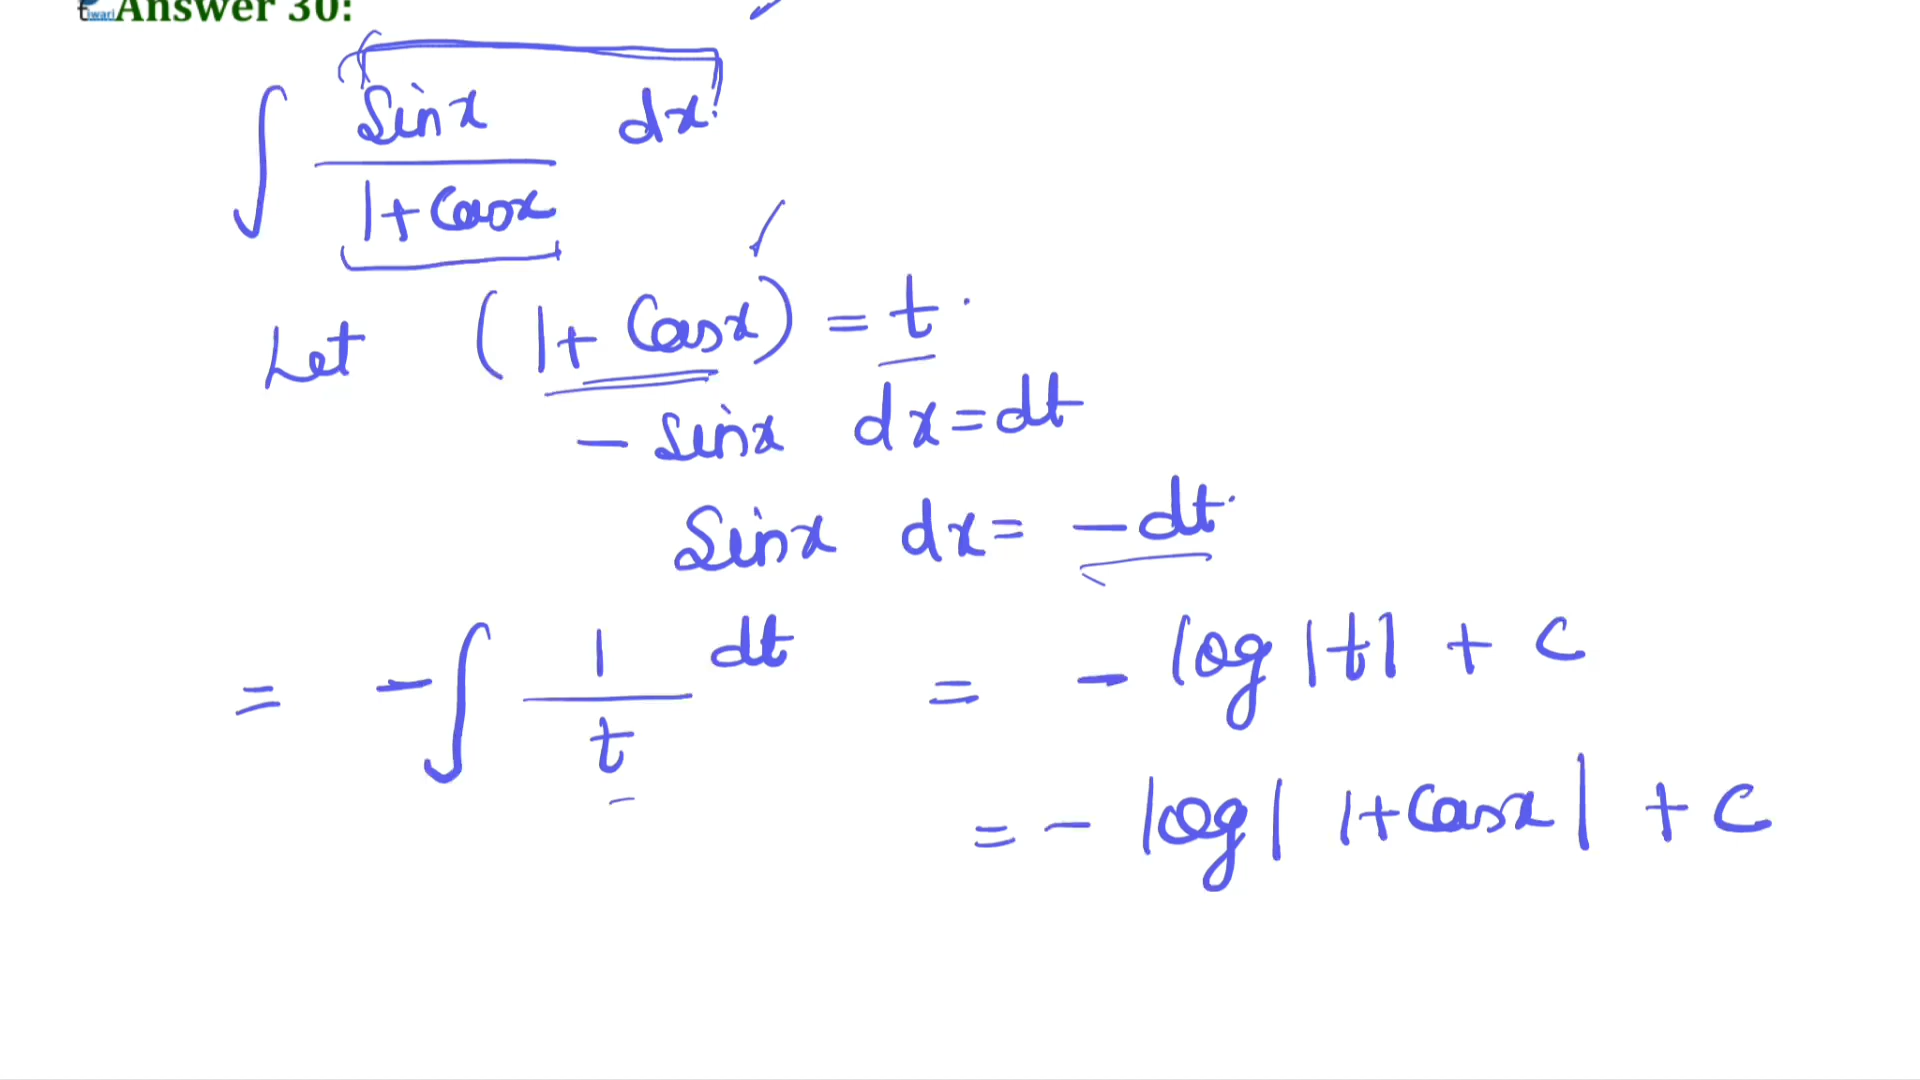 tiwari Answer 30:
∫ sinx / (1+cosx) dx
Let (1+ cosx) = t
− sinx dx = dt
sinx dx = −dt
= −∫ 1/t dt = − log |t| + c
= − log | 1+cosx | + c